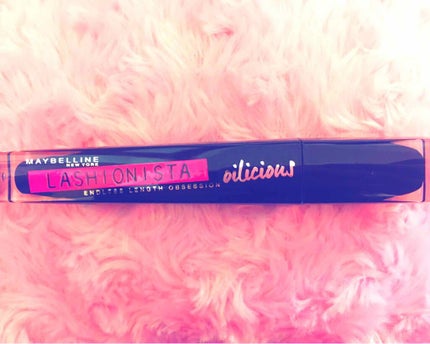 MAYBELLINE
NEW YORK
LASHIONISTA
oilicious
ENDLESS LENGTH OBSESSION